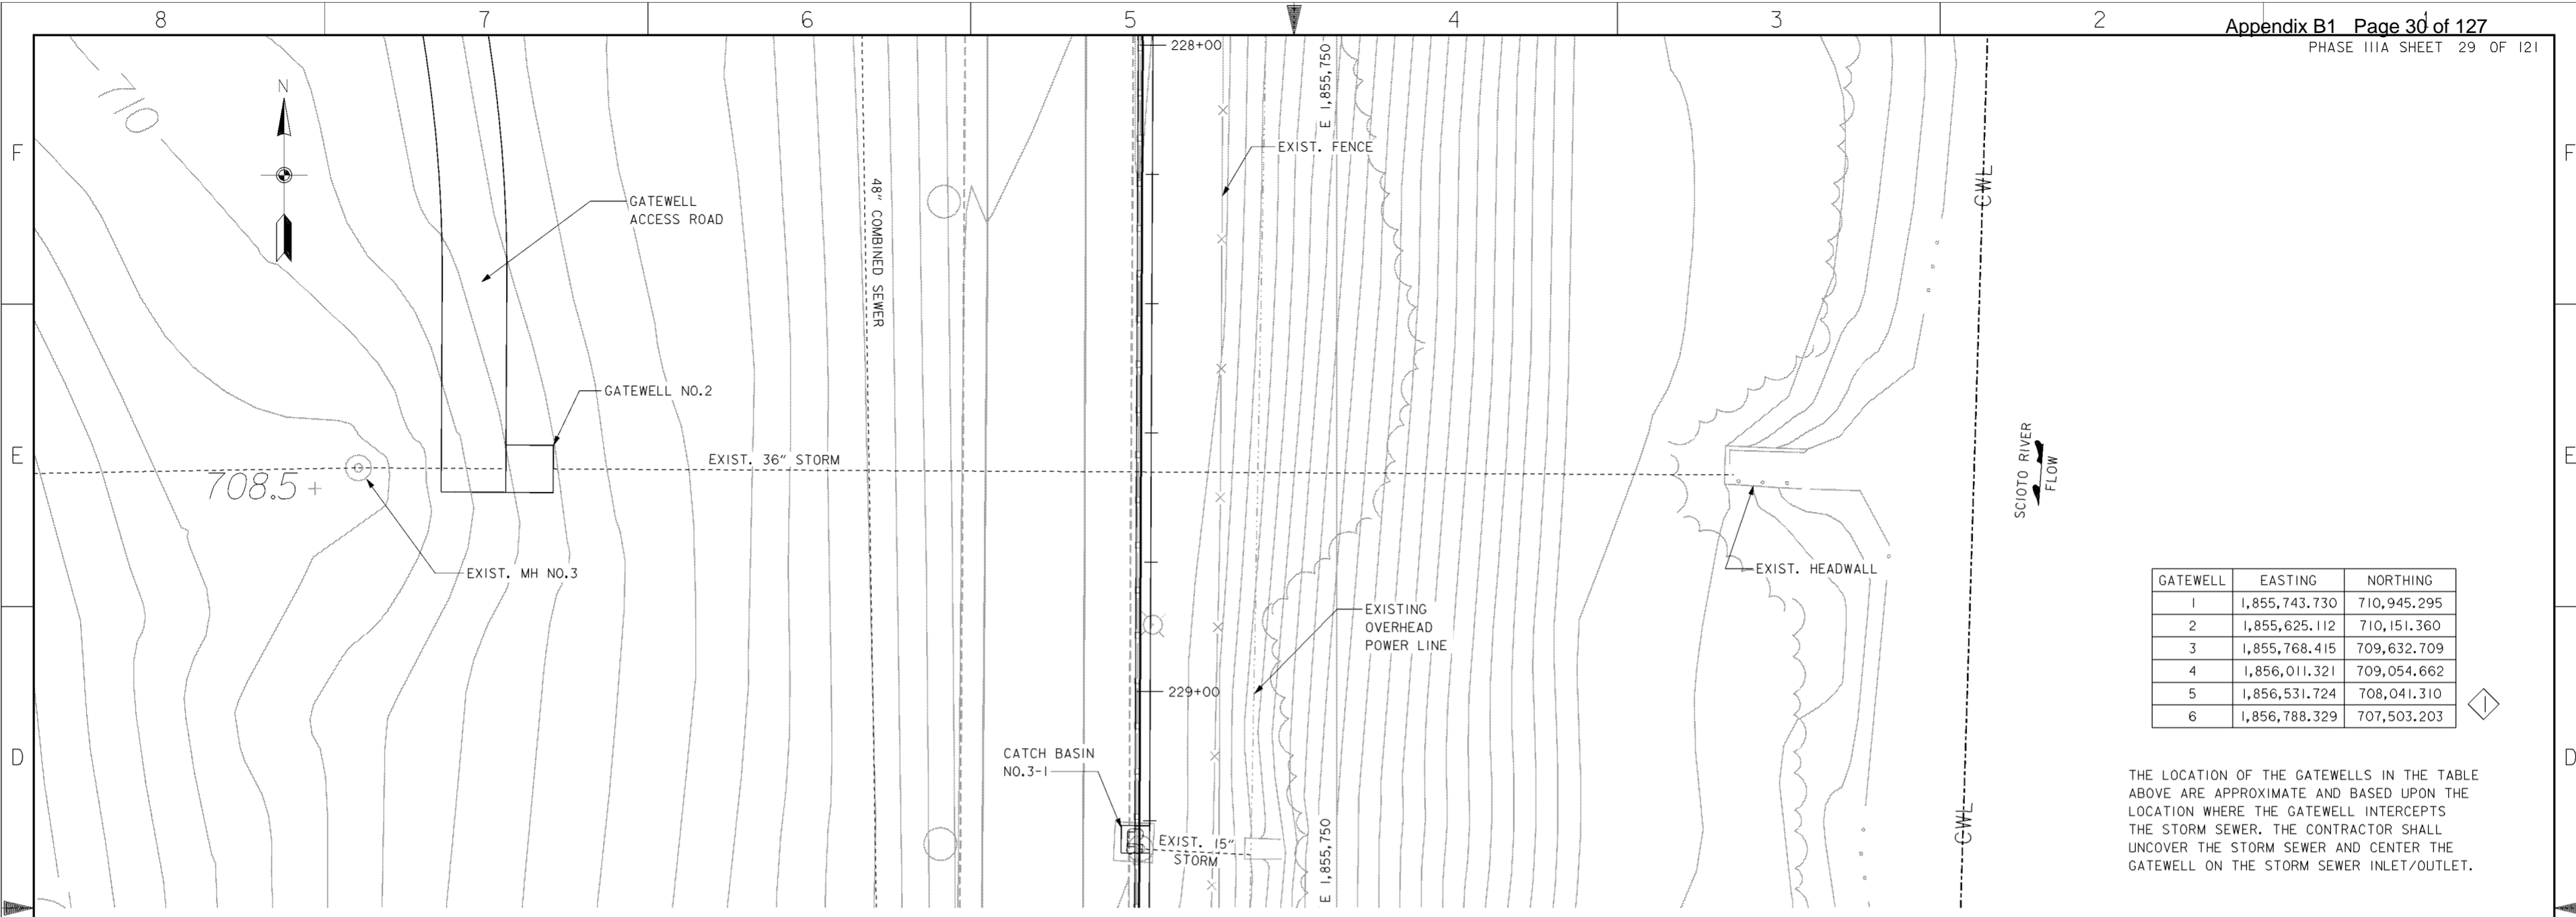 8 7 6 5 4 3 2 1
Appendix B1 Page 30 of 127
PHASE IIIA SHEET 29 OF 121
710
N
228+00
E 1,855,750
EXIST. FENCE
F
F
48" COMBINED SEWER
GATEWELL
ACCESS ROAD
CWL
GATEWELL NO.2
EXIST. 36" STORM
E
E
708.5 +
SCIOTO RIVER
FLOW
EXIST. MH NO.3
EXIST. HEADWALL
EXISTING
OVERHEAD
POWER LINE
229+00
GATEWELL EASTING NORTHING
1 1,855,743.730 710,945.295
2 1,855,625.112 710,151.360
3 1,855,768.415 709,632.709
4 1,856,011.321 709,054.662
5 1,856,531.724 708,041.310
6 1,856,788.329 707,503.203
1
D
D
CATCH BASIN
NO.3-1
EXIST. 15"
STORM
E 1,855,750
CWL
THE LOCATION OF THE GATEWELLS IN THE TABLE
ABOVE ARE APPROXIMATE AND BASED UPON THE
LOCATION WHERE THE GATEWELL INTERCEPTS
THE STORM SEWER. THE CONTRACTOR SHALL
UNCOVER THE STORM SEWER AND CENTER THE
GATEWELL ON THE STORM SEWER INLET/OUTLET.